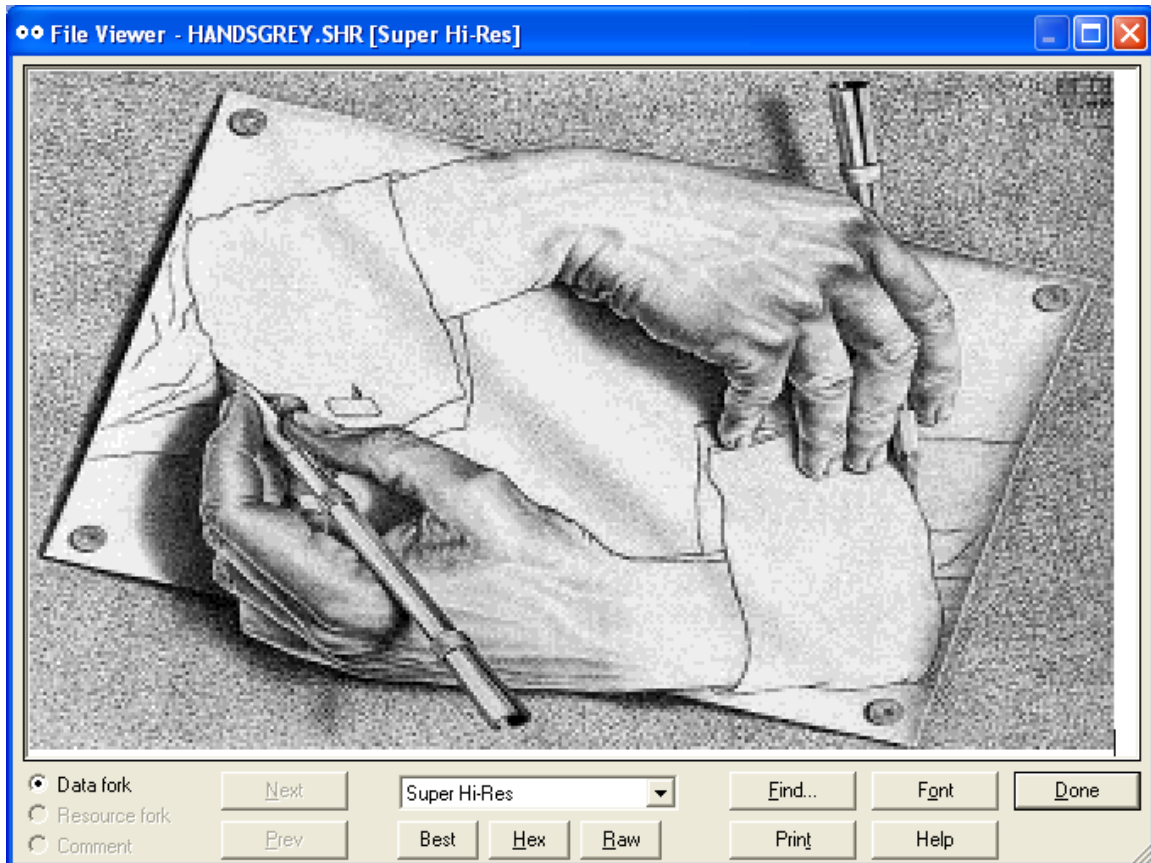 File Viewer - HANDSGREY.SHR [Super Hi-Res]
Data fork
Next
Super Hi-Res
Find...
Font
Done
Resource fork
Comment
Prev
Best
Hex
Raw
Print
Help